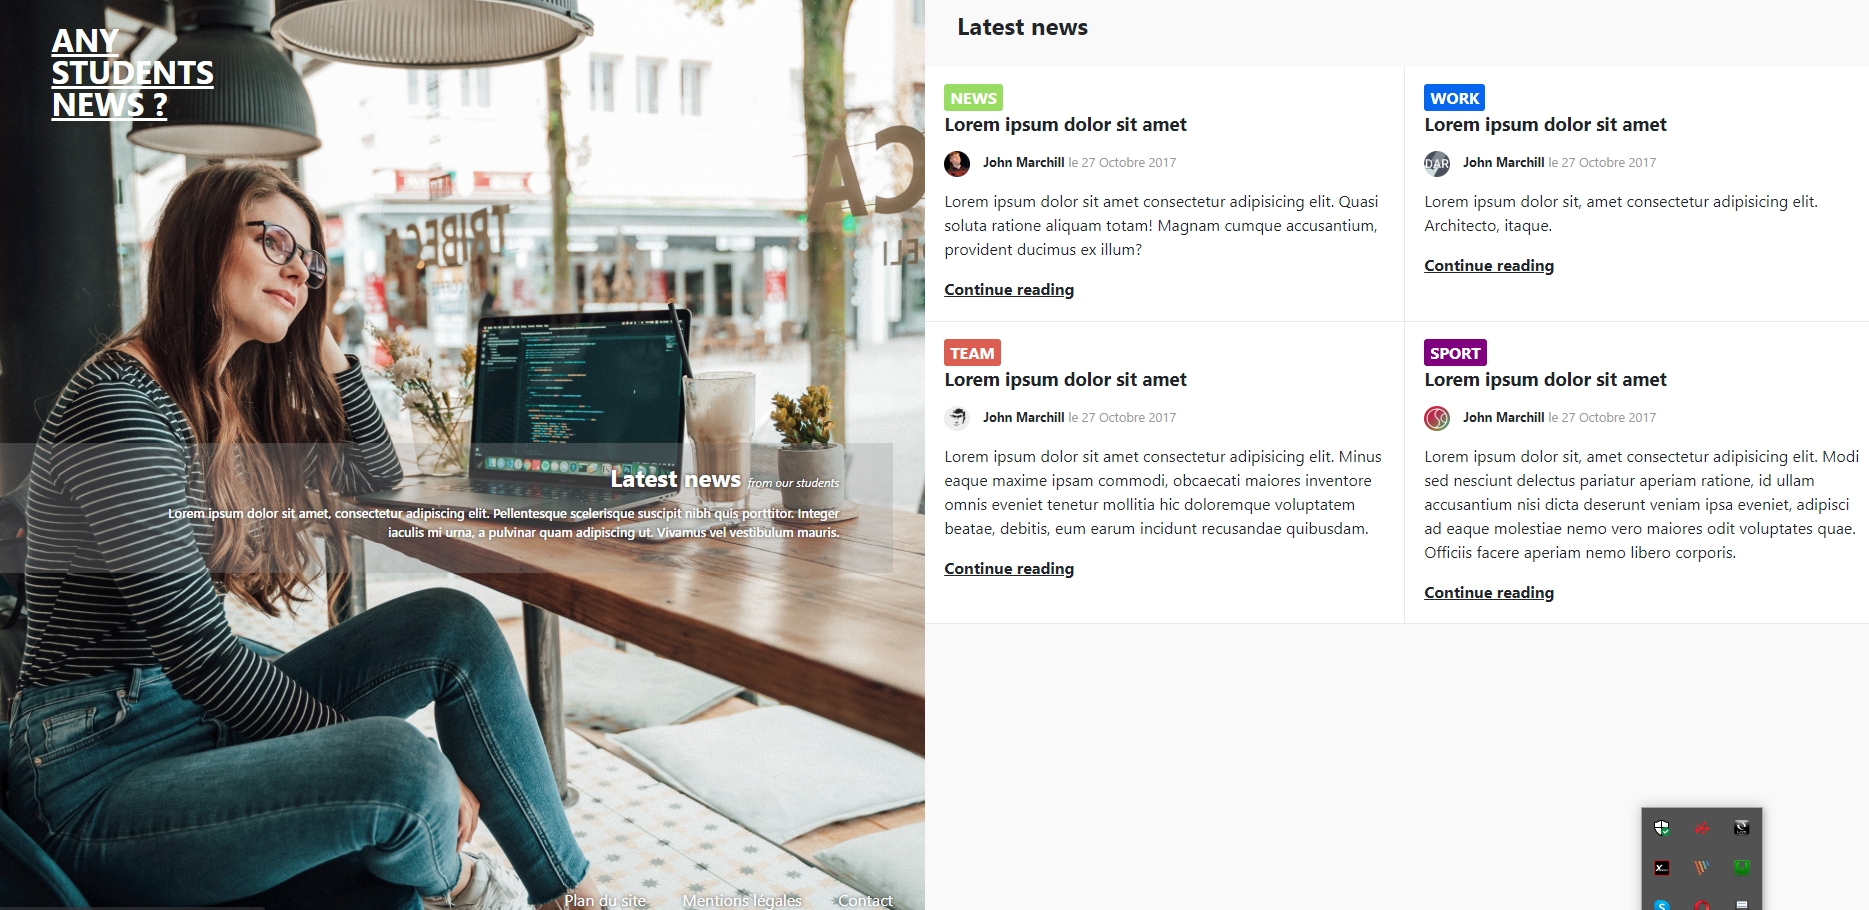 ANY
STUDENTS
NEWS ?
TRIBECA
Latest news from our students
Lorem ipsum dolor sit amet, consectetur adipiscing elit. Pellentesque scelerisque suscipit nibh quis porttitor. Integer
iaculis mi urna, a pulvinar quam adipiscing ut. Vivamus vel vestibulum mauris.
Plan du site Mentions légales Contact
Latest news
NEWS
Lorem ipsum dolor sit amet
John Marchill le 27 Octobre 2017
Lorem ipsum dolor sit amet consectetur adipisicing elit. Quasi
soluta ratione aliquam totam! Magnam cumque accusantium,
provident ducimus ex illum?
Continue reading
WORK
Lorem ipsum dolor sit amet
DAR
John Marchill le 27 Octobre 2017
Lorem ipsum dolor sit, amet consectetur adipisicing elit.
Architecto, itaque.
Continue reading
TEAM
Lorem ipsum dolor sit amet
John Marchill le 27 Octobre 2017
Lorem ipsum dolor sit amet consectetur adipisicing elit. Minus
eaque maxime ipsam commodi, obcaecati maiores inventore
omnis eveniet tenetur mollitia hic doloremque voluptatem
beatae, debitis, eum earum incidunt recusandae quibusdam.
Continue reading
SPORT
Lorem ipsum dolor sit amet
John Marchill le 27 Octobre 2017
Lorem ipsum dolor sit, amet consectetur adipisicing elit. Modi
sed nesciunt delectus pariatur aperiam ratione, id ullam
accusantium nisi dicta deserunt veniam ipsa eveniet, adipisci
ad eaque molestiae nemo vero maiores odit voluptates quae.
Officiis facere aperiam nemo libero corporis.
Continue reading